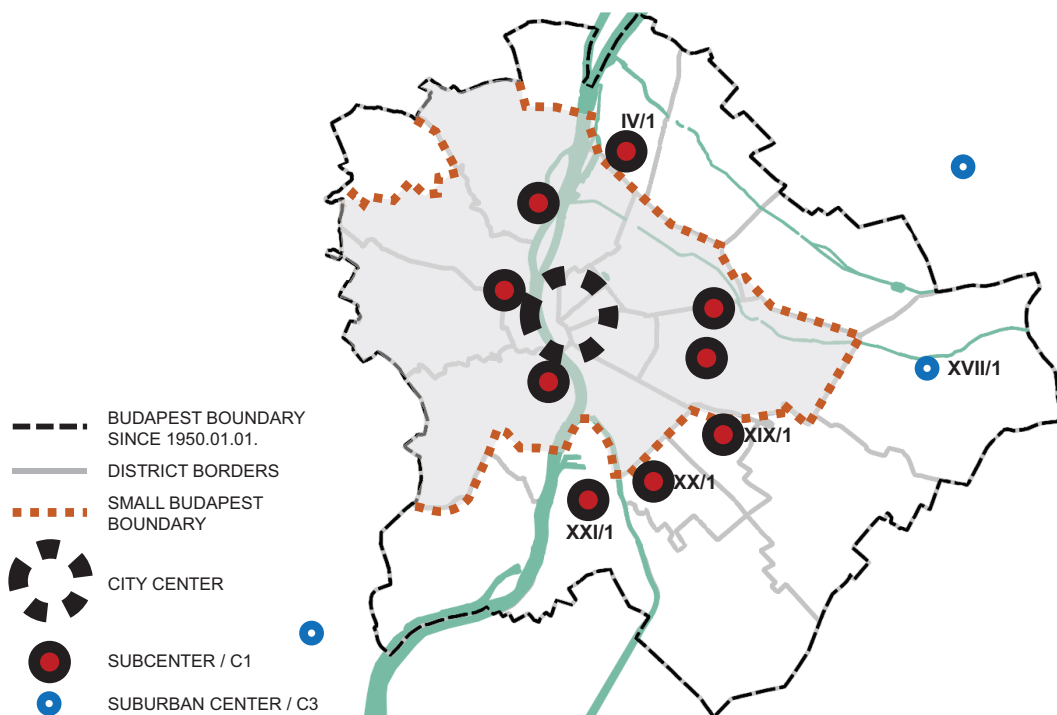 IV/1
XVII/1
XIX/1
XX/1
XXI/1
BUDAPEST BOUNDARY
SINCE 1950.01.01.
DISTRICT BORDERS
SMALL BUDAPEST
BOUNDARY
CITY CENTER
SUBCENTER / C1
SUBURBAN CENTER / C3